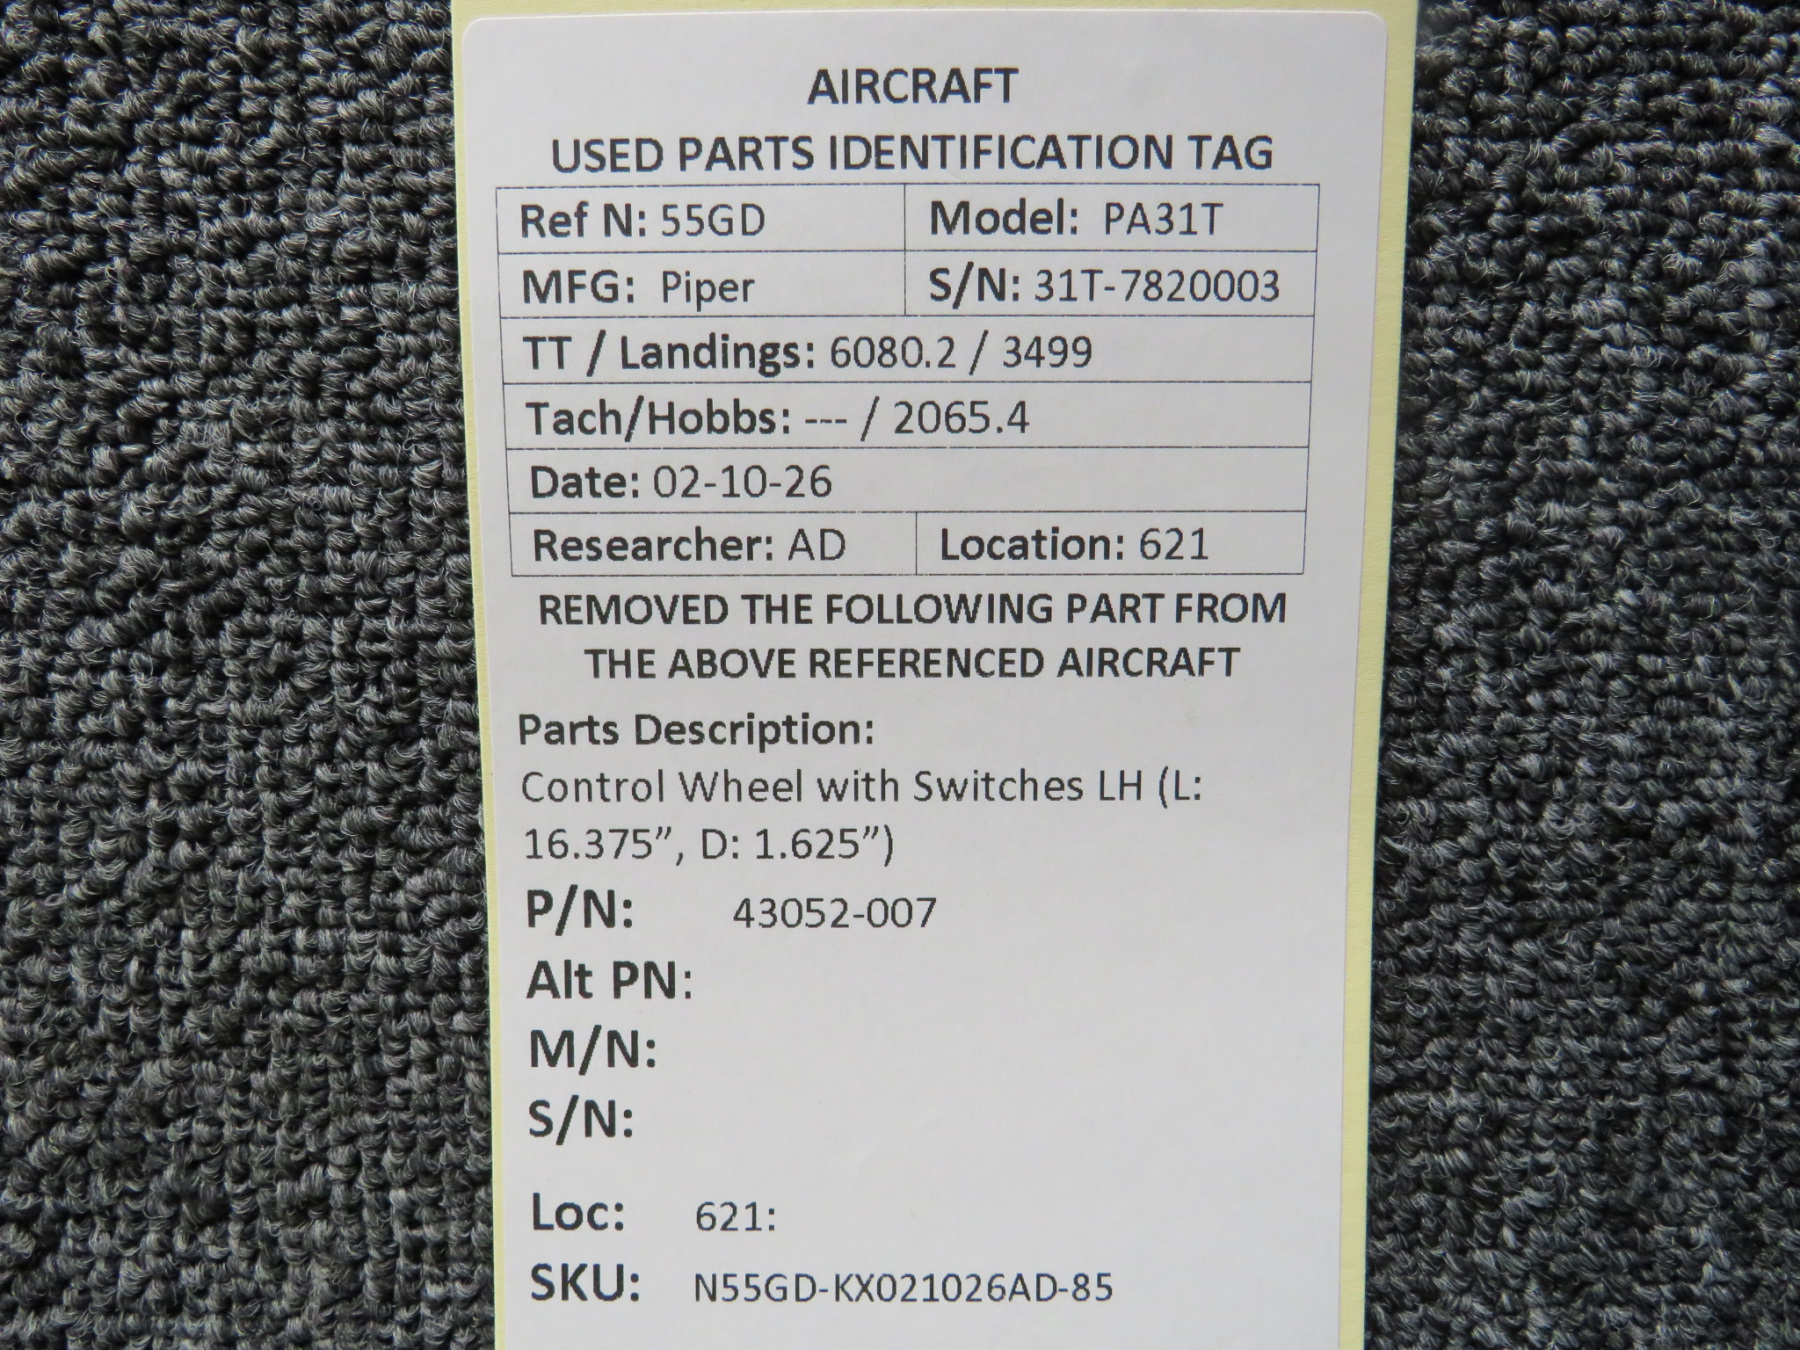 AIRCRAFT
USED PARTS IDENTIFICATION TAG
Ref N: 55GD Model: PA31T
MFG: Piper S/N: 31T-7820003
TT / Landings: 6080.2 / 3499
Tach/Hobbs: --- / 2065.4
Date: 02-10-26
Researcher: AD Location: 621
REMOVED THE FOLLOWING PART FROM
THE ABOVE REFERENCED AIRCRAFT
Parts Description:
Control Wheel with Switches LH (L:
16.375”, D: 1.625”)
P/N: 43052-007
Alt PN:
M/N:
S/N:
Loc: 621:
SKU: N55GD-KX021026AD-85